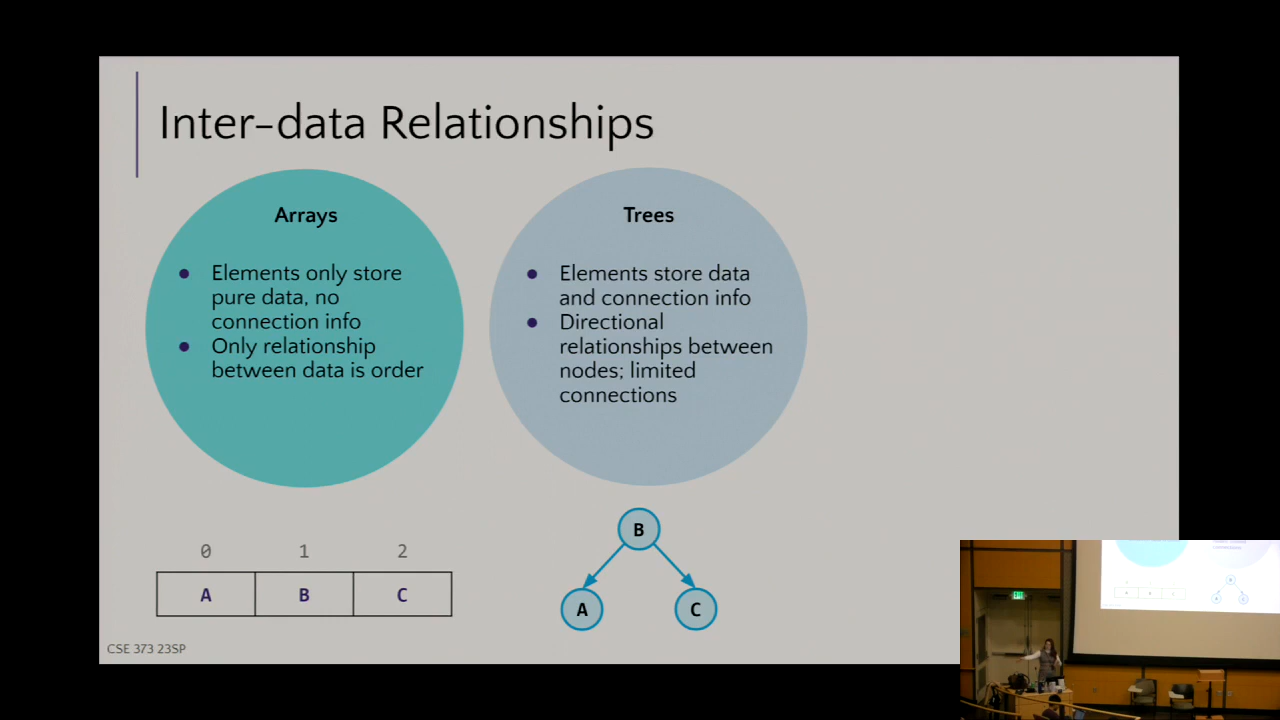 Inter-data Relationships
Arrays
● Elements only store
pure data, no
connection info
● Only relationship
between data is order
Trees
● Elements store data
and connection info
● Directional
relationships between
nodes; limited
connections
0 1 2
A B C
B
A C
CSE 373 23SP